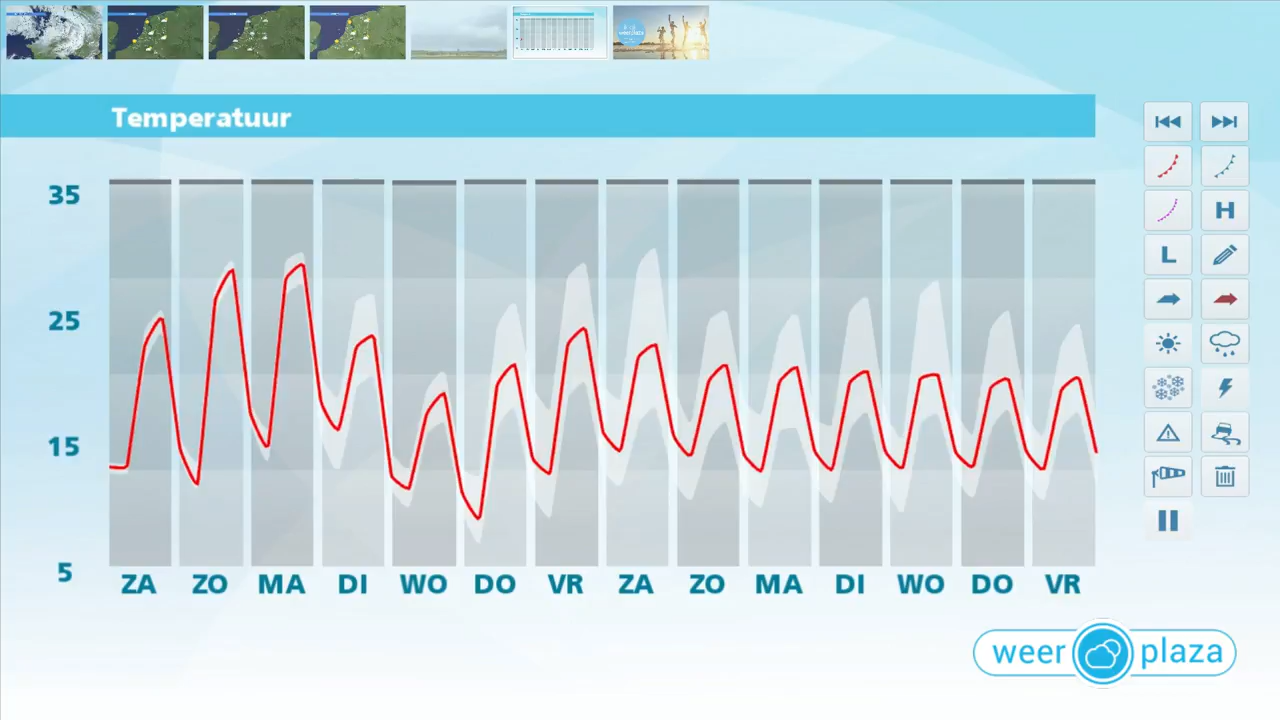 Temperatuur
35
25
15
5
ZA ZO MA DI WO DO VR ZA ZO MA DI WO DO VR
H
L
weer plaza